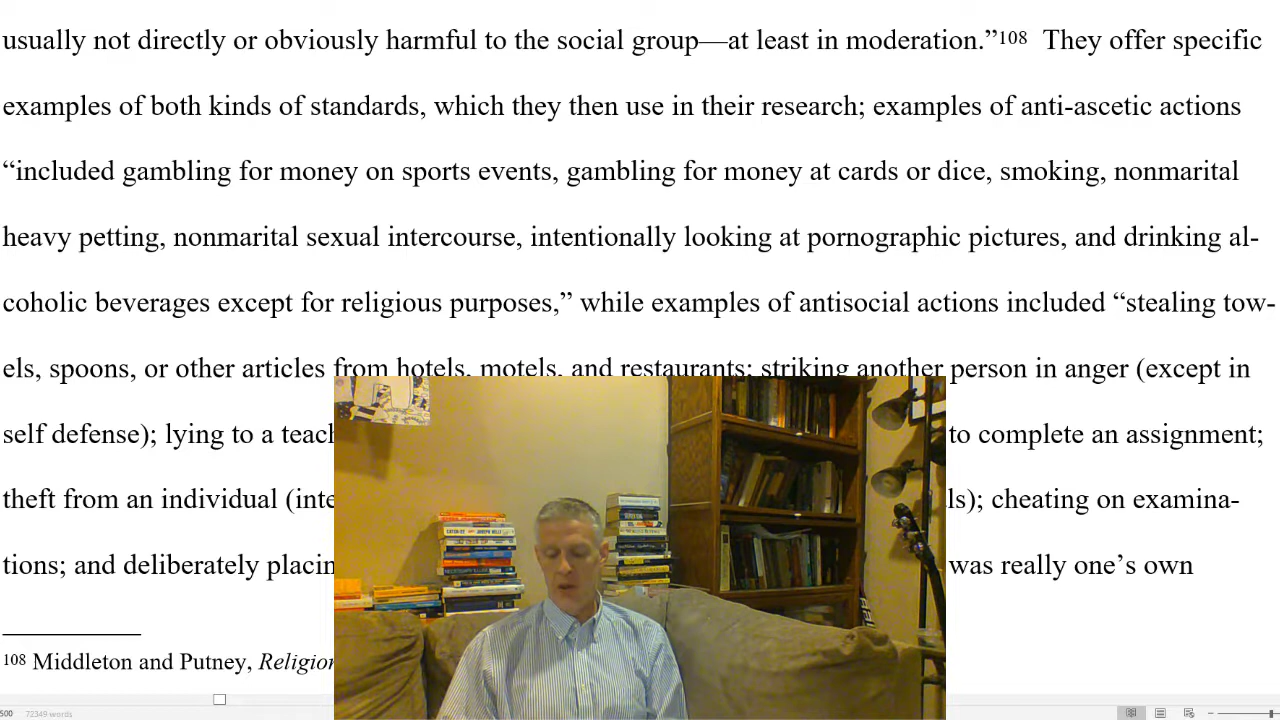 usually not directly or obviously harmful to the social group—at least in moderation.”108 They offer specific
examples of both kinds of standards, which they then use in their research; examples of anti-ascetic actions
“included gambling for money on sports events, gambling for money at cards or dice, smoking, nonmarital
heavy petting, nonmarital sexual intercourse, intentionally looking at pornographic pictures, and drinking al-
coholic beverages except for religious purposes,” while examples of antisocial actions included “stealing tow-
els, spoons, or other articles from hotels, motels, and restaurants; striking another person in anger (except in
self defense); lying to a to complete an assignment;
theft from an individual cheating on examina-
tions; and deliberately was really one’s own
108 Middleton and Putney,
500 72349 words